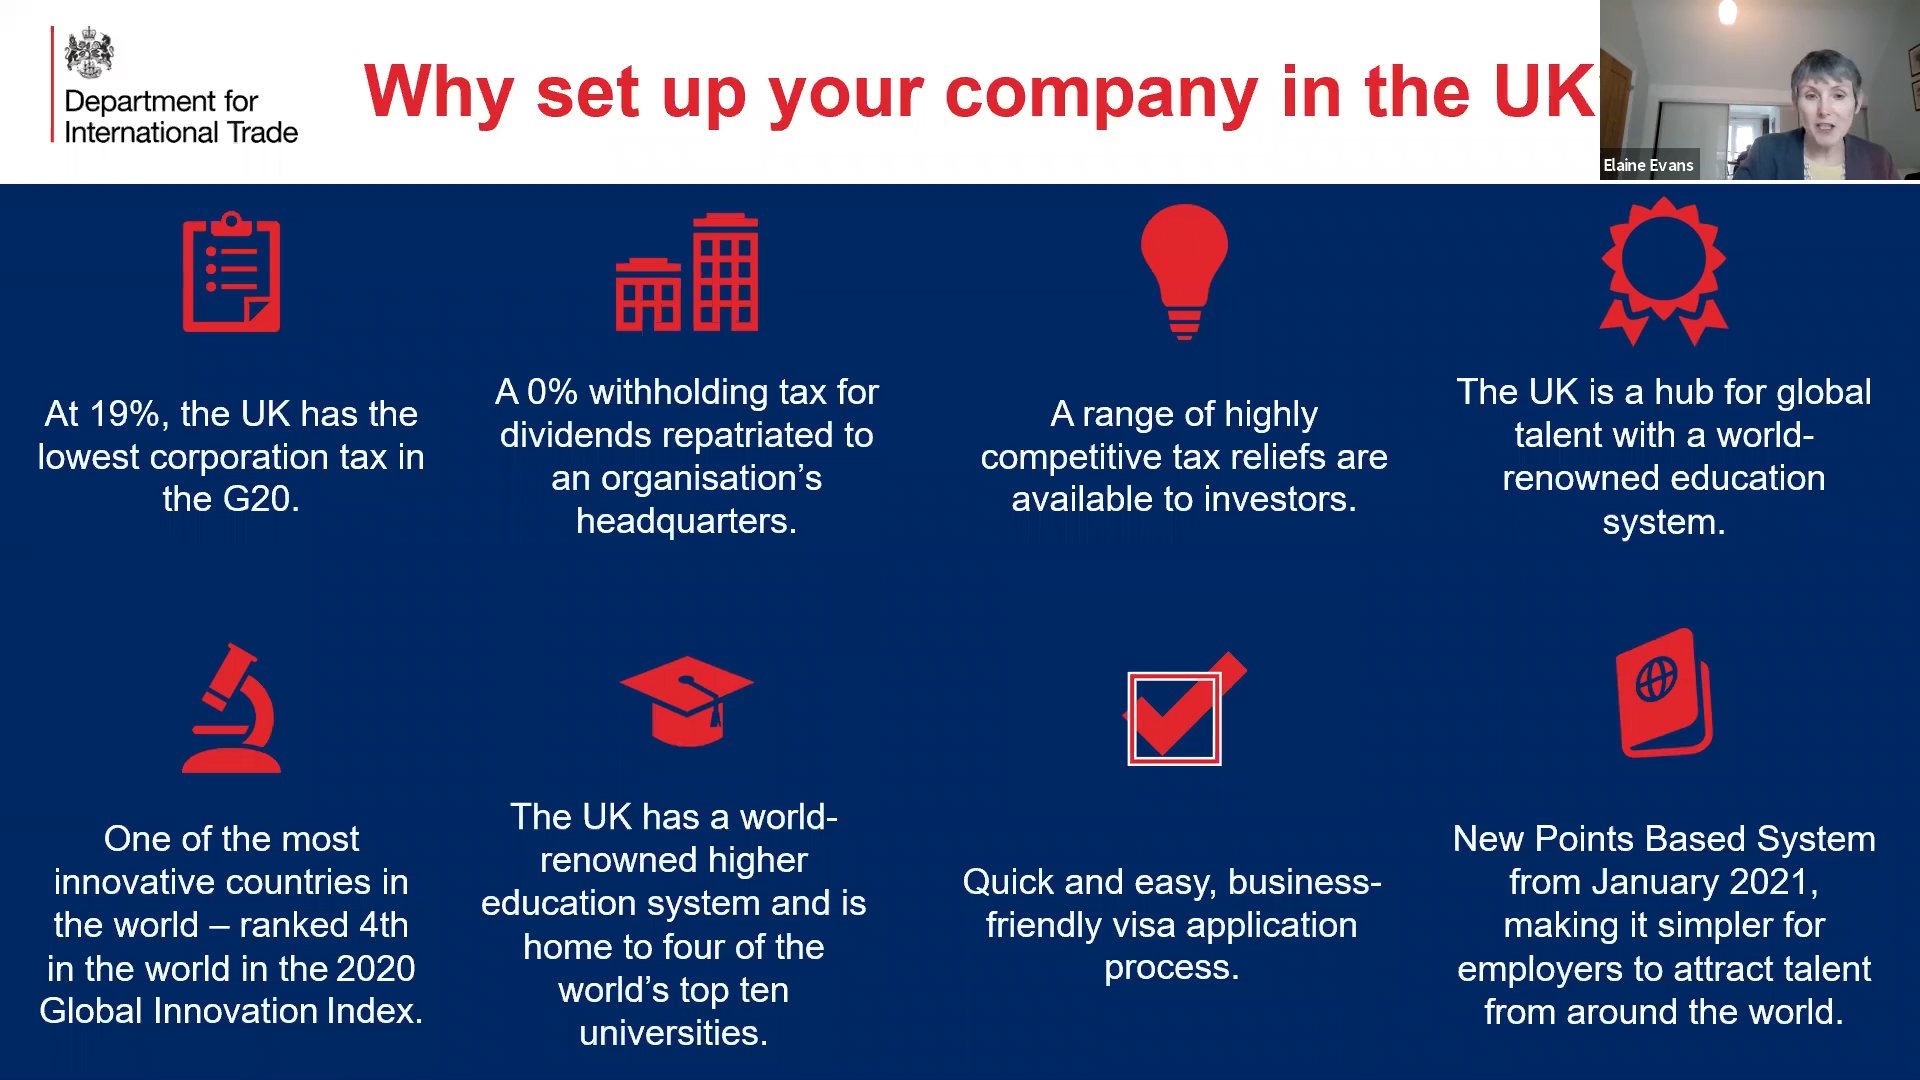 Department for
International Trade
Why set up your company in the UK
Elaine Evans
At 19%, the UK has the
lowest corporation tax in
the G20.
A 0% withholding tax for
dividends repatriated to
an organisation’s
headquarters.
A range of highly
competitive tax reliefs are
available to investors.
The UK is a hub for global
talent with a world-
renowned education
system.
One of the most
innovative countries in
the world – ranked 4th
in the world in the 2020
Global Innovation Index.
The UK has a world-
renowned higher
education system and is
home to four of the
world’s top ten
universities.
Quick and easy, business-
friendly visa application
process.
New Points Based System
from January 2021,
making it simpler for
employers to attract talent
from around the world.